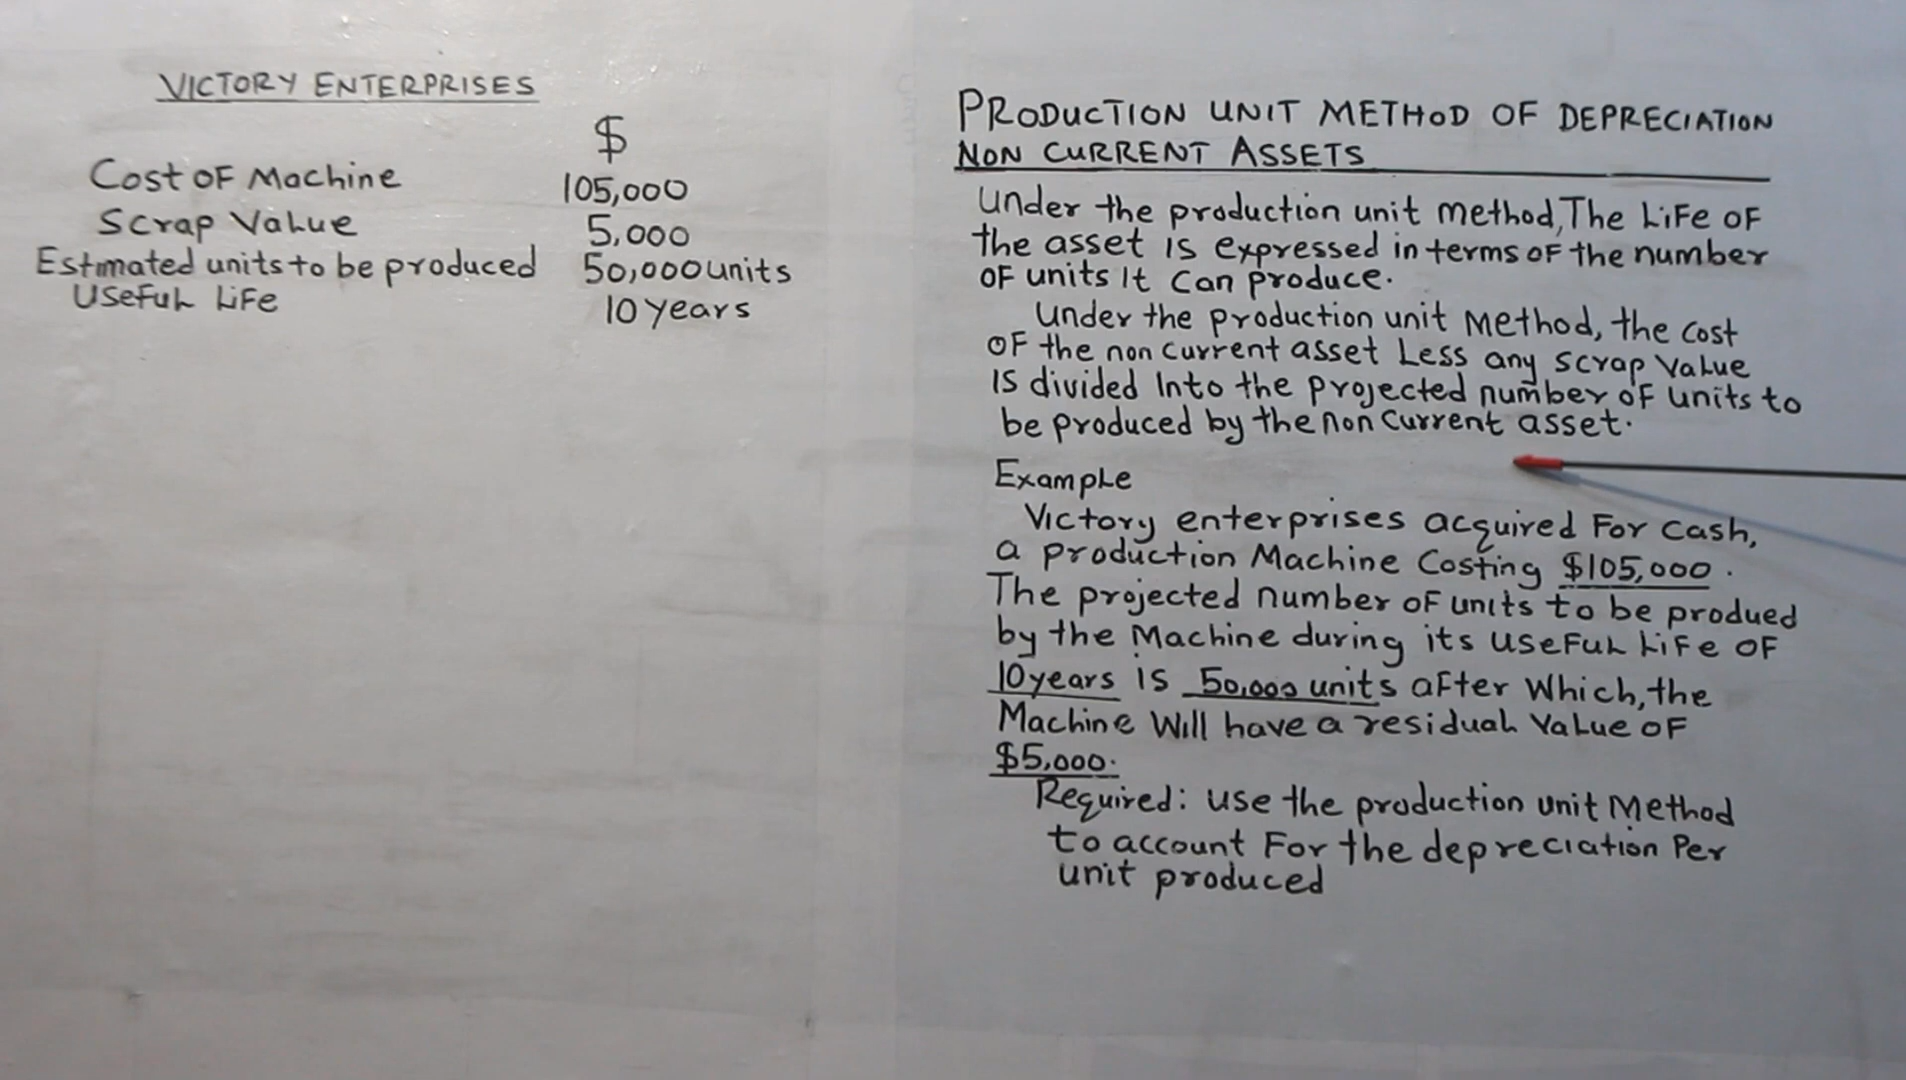 VICTORY ENTERPRISES
$
Cost OF Machine 105,000
Scrap Value 5,000
Estimated units to be produced 50,000 units
Useful Life 10 years
PRODUCTION UNIT METHOD OF DEPRECIATION
NON CURRENT ASSETS
Under the production unit method, The Life OF
the asset is expressed in terms OF the number
OF units It Can produce.
Under the production unit Method, the cost
OF the non current asset Less any scrap value
Is divided Into the projected number of units to
be produced by the non current asset.
Example
Victory enterprises acquired For cash,
a production Machine Costing $105,000.
The projected number OF units to be produed
by the Machine during its useful Life OF
10 years is 50,000 units after Which, the
Machine Will have a residual Value OF
$5,000.
Required: use the production unit Method
to account For the depreciation Per
unit produced